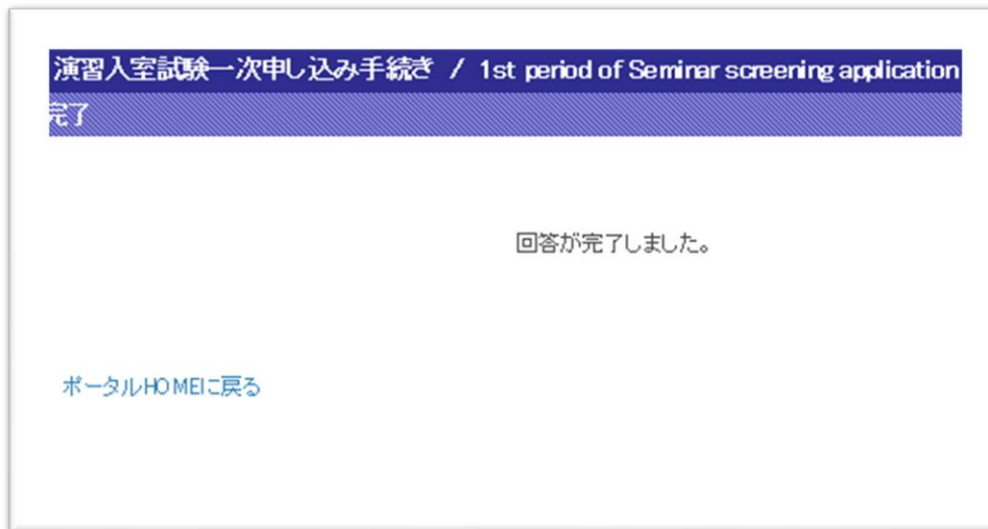 演習入室試験一次申し込み手続き / 1st period of Seminar screening application
完了
回答が完了しました。
ポータルHOMEに戻る